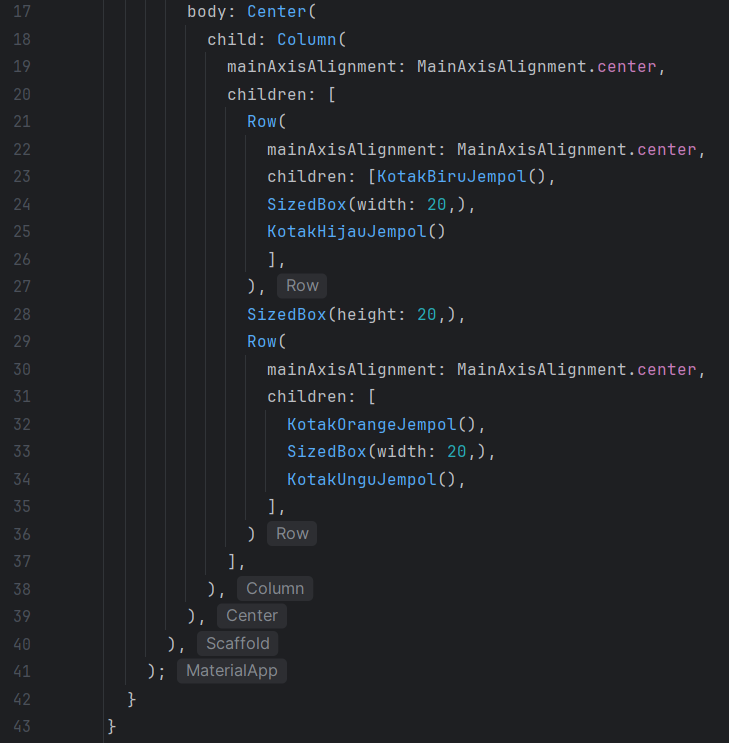 17 body: Center(
18 child: Column(
19 mainAxisAlignment: MainAxisAlignment.center,
20 children: [
21 Row(
22 mainAxisAlignment: MainAxisAlignment.center,
23 children: [KotakBiruJempol(),
24 SizedBox(width: 20,),
25 KotakHijauJempol()
26 ],
27 ), Row
28 SizedBox(height: 20,),
29 Row(
30 mainAxisAlignment: MainAxisAlignment.center,
31 children: [
32 KotakOrangeJempol(),
33 SizedBox(width: 20,),
34 KotakUnguJempol(),
35 ],
36 ) Row
37 ],
38 ), Column
39 ), Center
40 ), Scaffold
41 ); MaterialApp
42 }
43 }